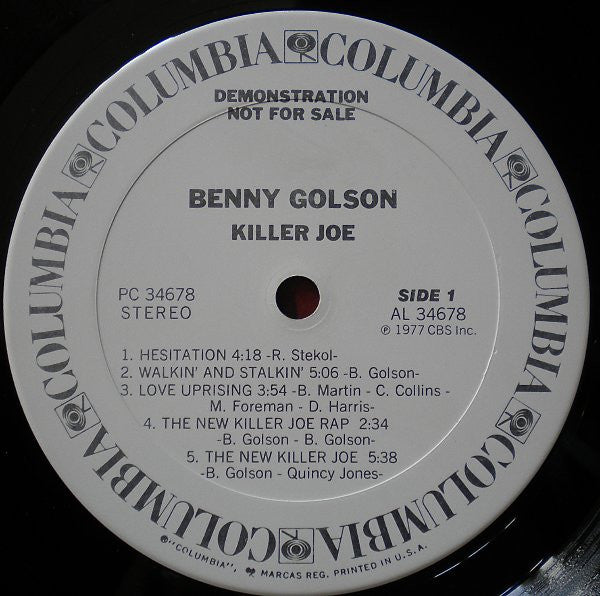 COLUMBIA COLUMBIA COLUMBIA COLUMBIA COLUMBIA COLUMBIA COLUMBIA COLUMBIA
DEMONSTRATION
NOT FOR SALE
BENNY GOLSON
KILLER JOE
PC 34678
STEREO
SIDE 1
AL 34678
℗ 1977 CBS Inc.
1. HESITATION 4:18 -R. Stekol-
2. WALKIN' AND STALKIN' 5:06 -B. Golson-
3. LOVE UPRISING 3:54 -B. Martin - C. Collins -
M. Foreman - D. Harris-
4. THE NEW KILLER JOE RAP 2:34
-B. Golson - B. Golson-
5. THE NEW KILLER JOE 5:38
-B. Golson - Quincy Jones-
®"COLUMBIA", MARCAS REG. PRINTED IN U.S.A.